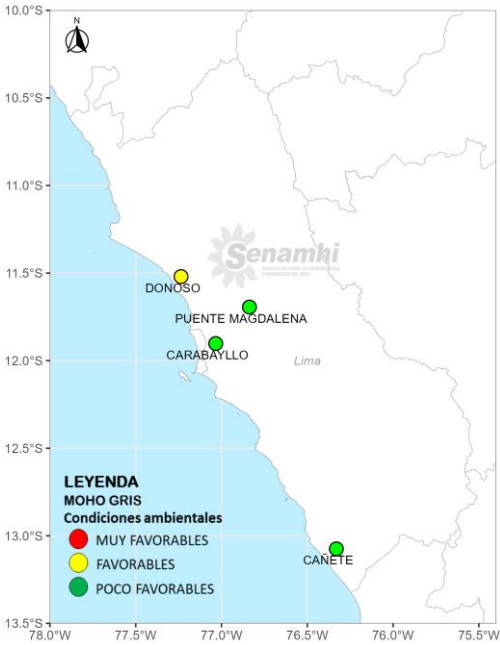 10.0°S
N
10.5°S
11.0°S
Senamhi
11.5°S
DONOSO
PUENTE MAGDALENA
CARABAYLLO
12.0°S
Lima
12.5°S
LEYENDA
MOHO GRIS
Condiciones ambientales
13.0°S
MUY FAVORABLES
CAÑETE
FAVORABLES
POCO FAVORABLES
13.5°S
78.0°W 77.5°W 77.0°W 76.5°W 76.0°W 75.5°W